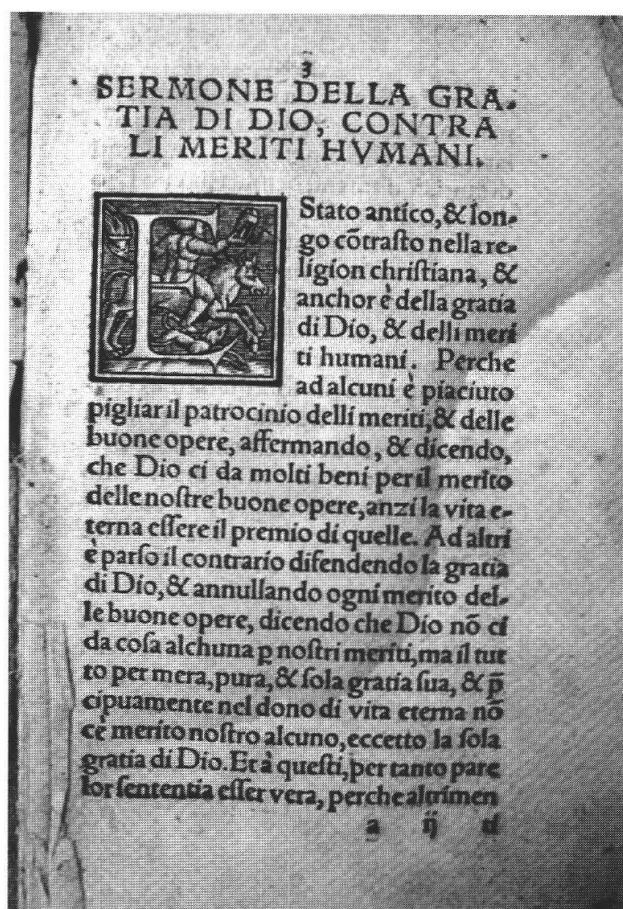 3
SERMONE DELLA GRA-
TIA DI DIO, CONTRA
LI MERITI HVMANI.
E Stato antico, & lon-
go cōtraſto nella re-
ligion chriſtiana, &
anchor è della gratia
di Dio, & delli meri
ti humani. Perche
ad alcuni è piaciuto
pigliar il patrocinio delli meriti, & delle
buone opere, affermando, & dicendo,
che Dio ci da molti beni per il merito
delle noſtre buone opere, anzi la vita e-
terna eſſere il premio di quelle. Ad altri
è parſo il contrario difendendo la gratia
di Dio, & annullando ogni merito del-
le buone opere, dicendo che Dio nō ci
da coſa alchuna ꝑ noſtri meriti, ma il tut
to per mera, pura, & ſola gratia ſua, & p̄
cipuamente nel dono di vita eterna nō
cè merito noſtro alcuno, eccetto la ſola
gratia di Dio. Et à queſti, per tanto pare
lor ſententia eſſer vera, perche altrimen
a ij ti